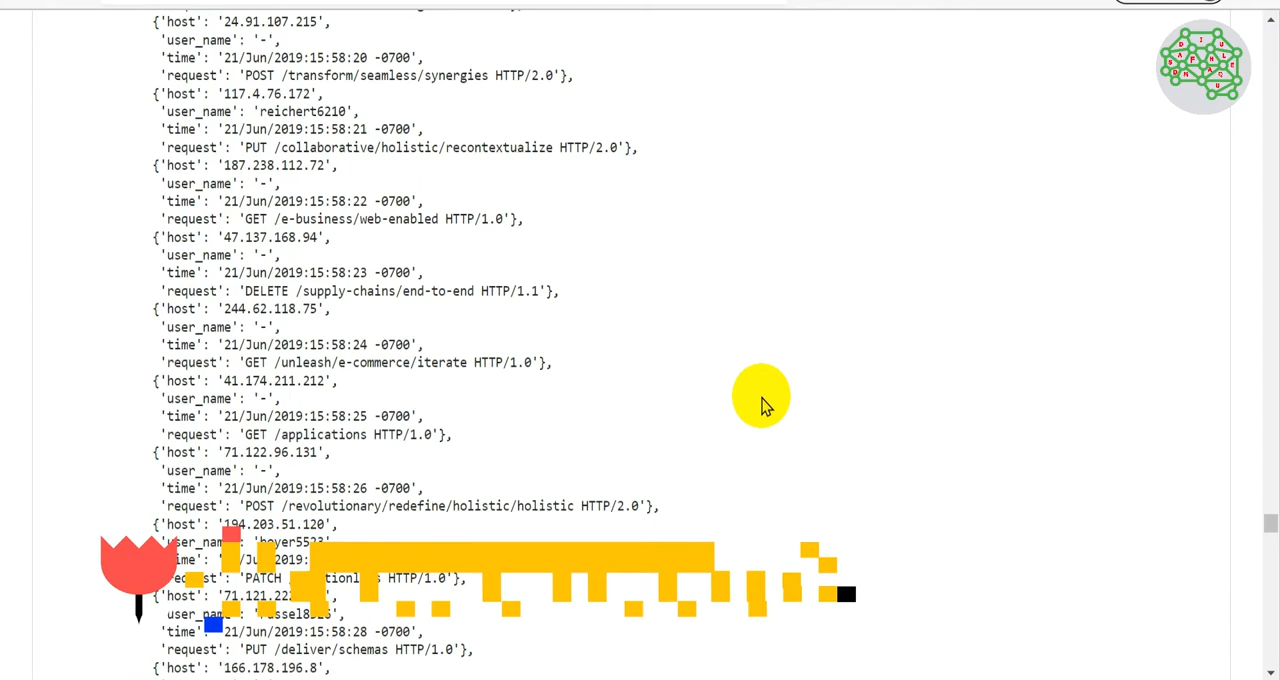 {'host': '24.91.107.215',
'user_name': '-',
'time': '21/Jun/2019:15:58:20 -0700',
'request': 'POST /transform/seamless/synergies HTTP/2.0'},
{'host': '117.4.76.172',
'user_name': 'reichert6210',
'time': '21/Jun/2019:15:58:21 -0700',
'request': 'PUT /collaborative/holistic/recontextualize HTTP/2.0'},
{'host': '187.238.112.72',
'user_name': '-',
'time': '21/Jun/2019:15:58:22 -0700',
'request': 'GET /e-business/web-enabled HTTP/1.0'},
{'host': '47.137.168.94',
'user_name': '-',
'time': '21/Jun/2019:15:58:23 -0700',
'request': 'DELETE /supply-chains/end-to-end HTTP/1.1'},
{'host': '244.62.118.75',
'user_name': '-',
'time': '21/Jun/2019:15:58:24 -0700',
'request': 'GET /unleash/e-commerce/iterate HTTP/1.0'},
{'host': '41.174.211.212',
'user_name': '-',
'time': '21/Jun/2019:15:58:25 -0700',
'request': 'GET /applications HTTP/1.0'},
{'host': '71.122.96.131',
'user_name': '-',
'time': '21/Jun/2019:15:58:26 -0700',
'request': 'POST /revolutionary/redefine/holistic/holistic HTTP/2.0'},
{'host': '194.203.51.120',
'PATCH HTTP/1.0'},
{'host':
'time': '21/Jun/2019:15:58:28 -0700',
'request': 'PUT /deliver/schemas HTTP/1.0'},
{'host': '166.178.196.8',